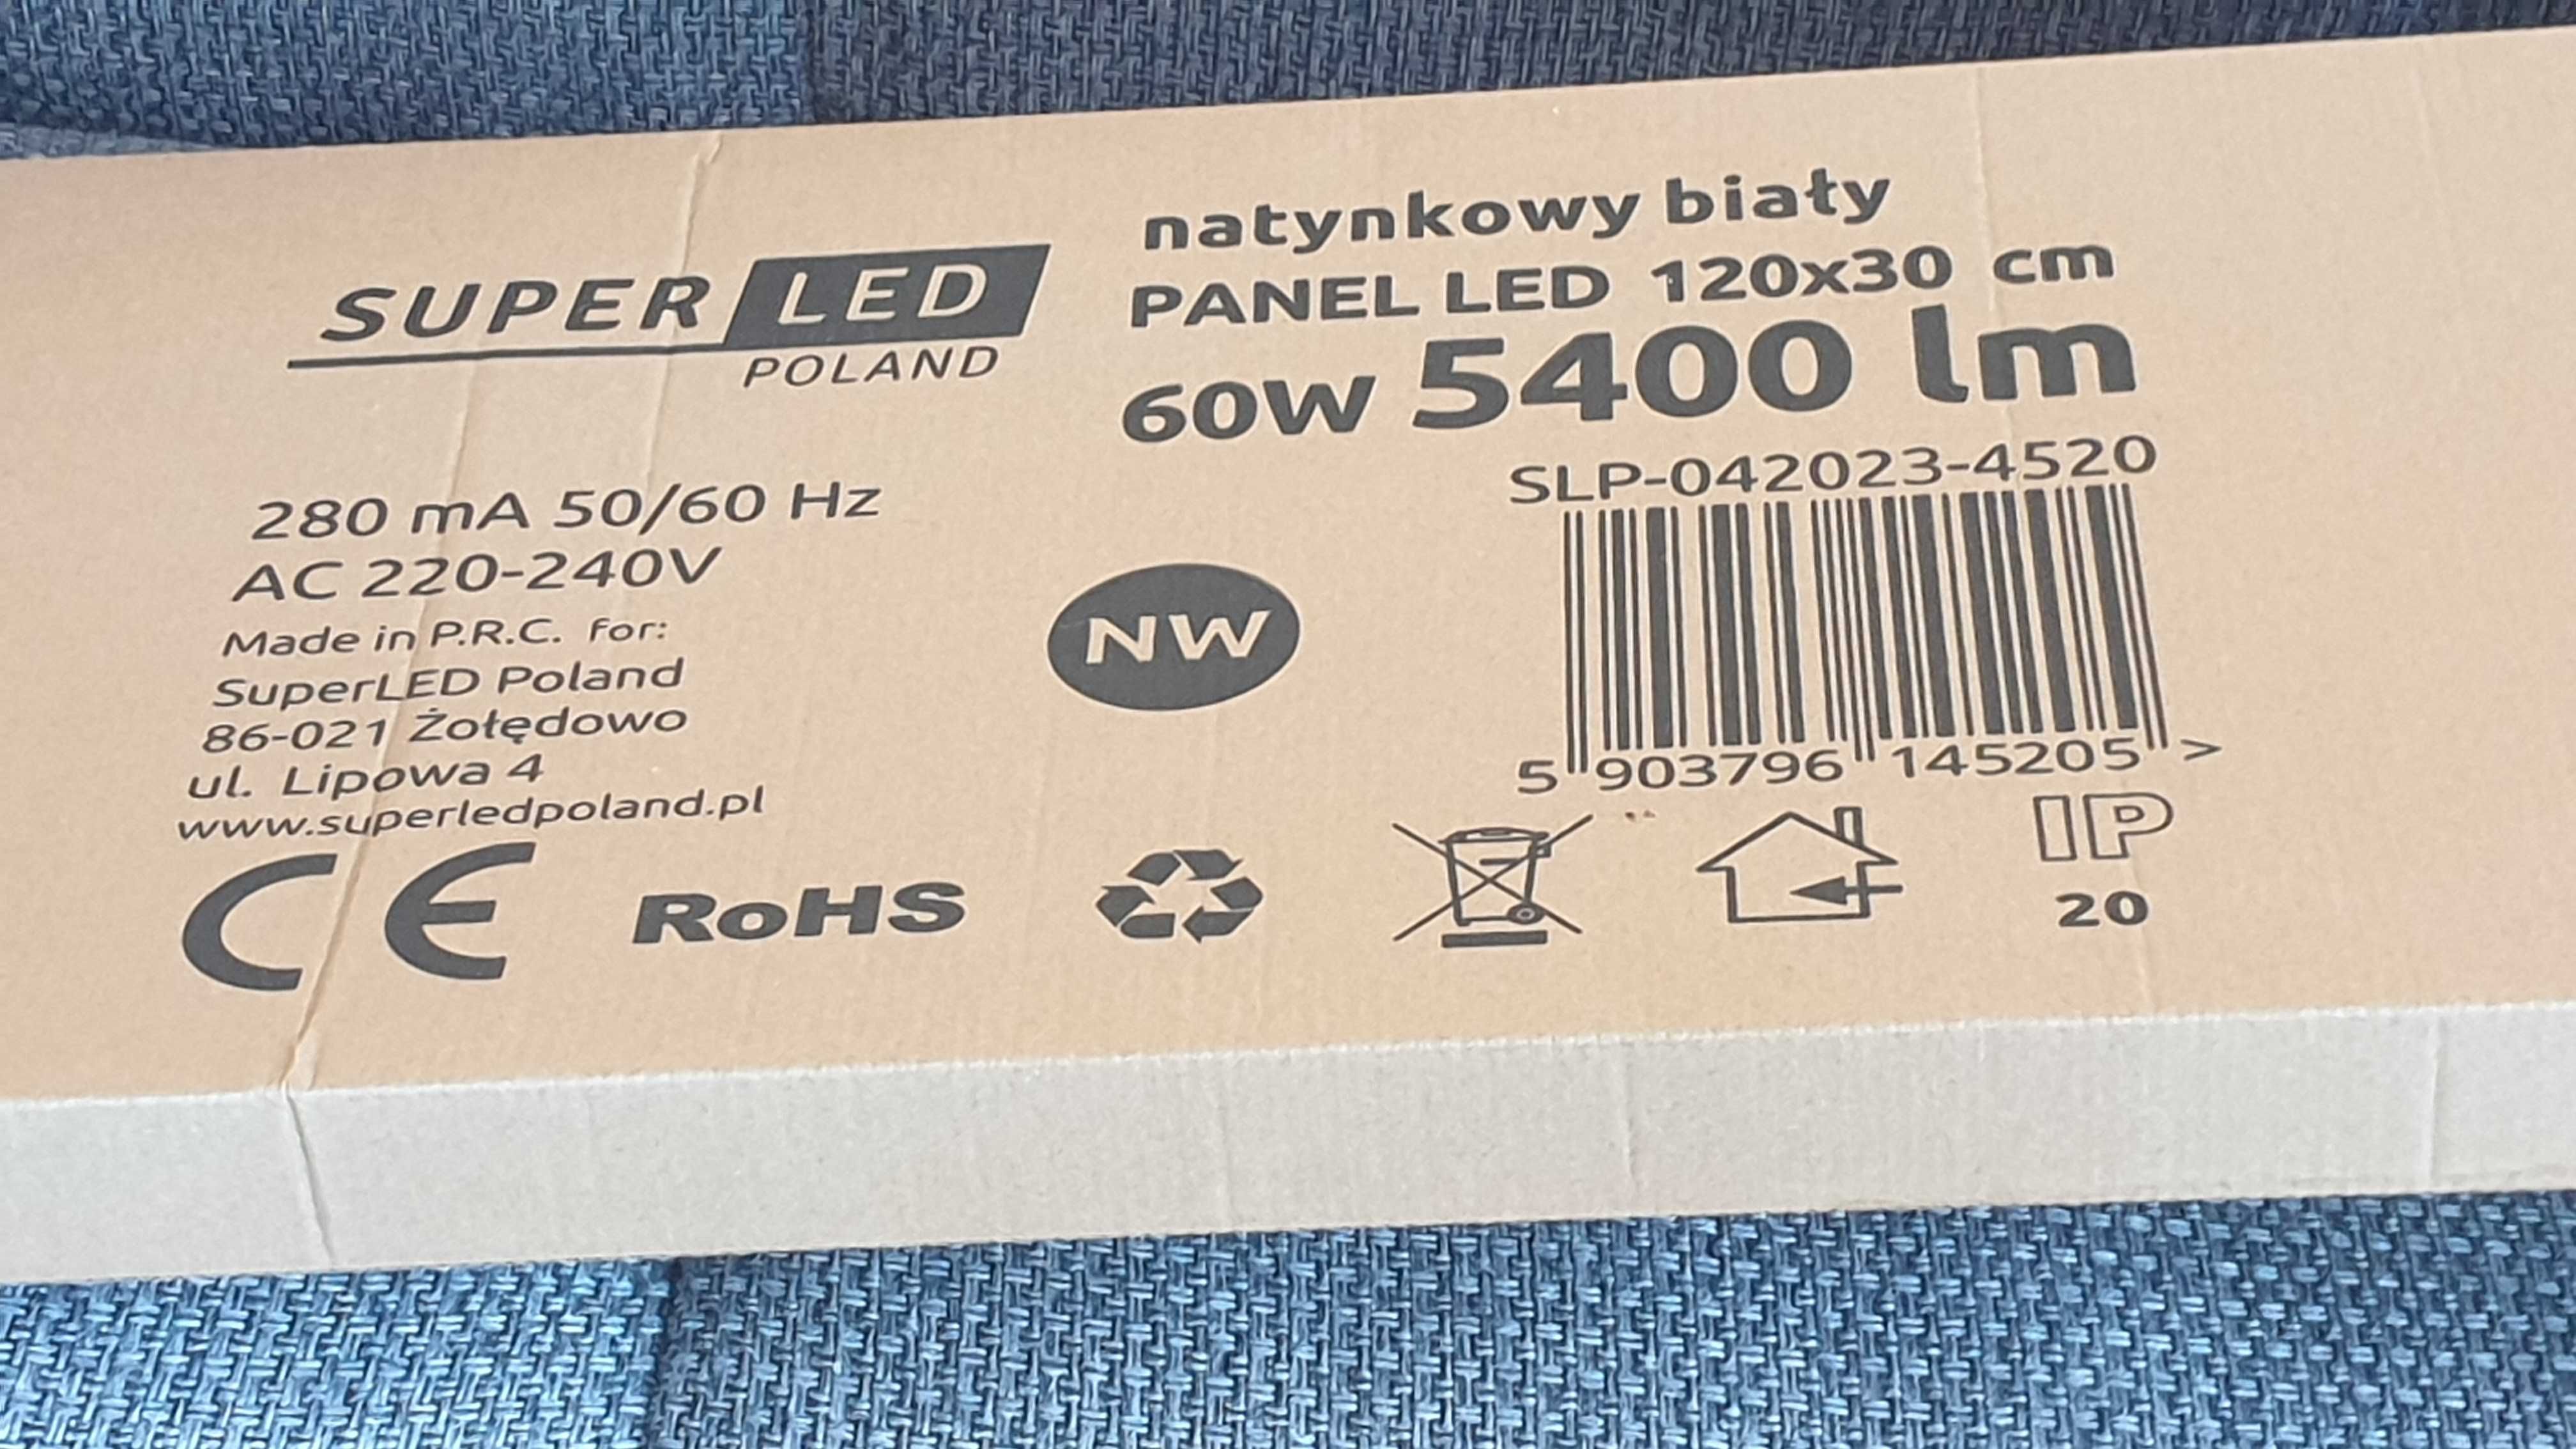 SUPER LED
POLAND
natynkowy biały
PANEL LED 120x30 cm
60W 5400 lm
280 mA 50/60 Hz
AC 220-240V
Made in P.R.C. for:
SuperLED Poland
86-021 Żołędowo
ul. Lipowa 4
www.superledpoland.pl
NW
SLP-042023-4520
5 903796 145205 >
CE RoHS
IP
20